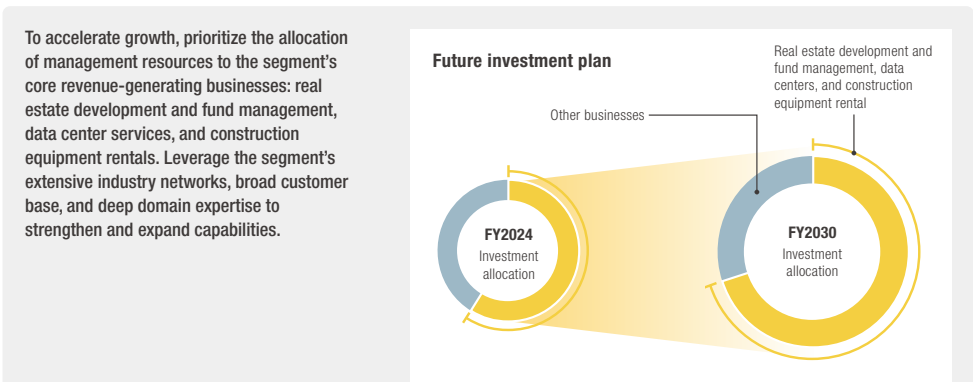 To accelerate growth, prioritize the allocation
of management resources to the segment's
core revenue-generating businesses: real
estate development and fund management,
data center services, and construction
equipment rentals. Leverage the segment's
extensive industry networks, broad customer
base, and deep domain expertise to
strengthen and expand capabilities.
Future investment plan
Real estate development and
fund management, data
centers, and construction
equipment rental
Other businesses
FY2024
Investment
allocation
FY2030
Investment
allocation